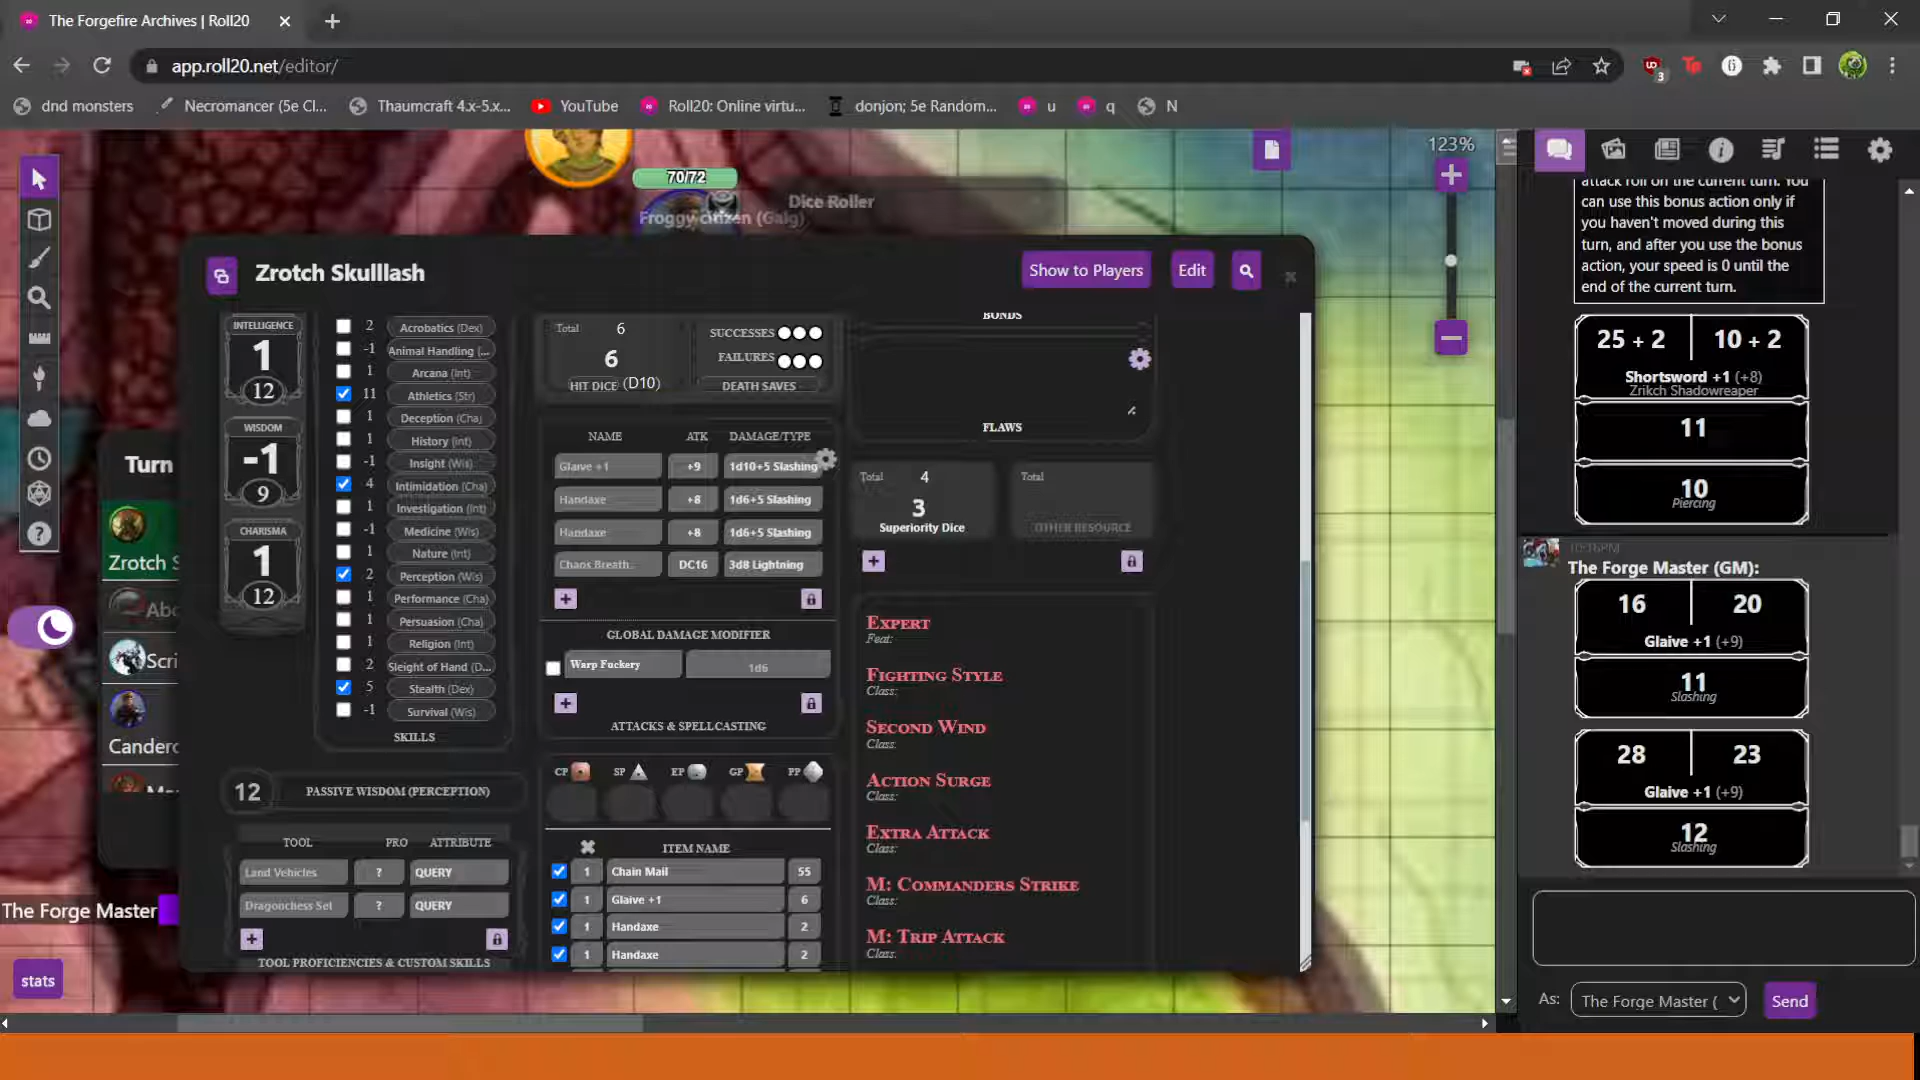 The Forgefire Archives | Roll20
app.roll20.net/editor/
3
dnd monsters
Necromancer (5e Cl...
Thaumcraft 4.x-5.x...
YouTube
Roll20: Online virtu...
donjon; 5e Random...
u
q
N
70/72
Froggy citizen (Galg)
Dice Roller
123%
Zrotch Skulllash
Show to Players
Edit
INTELLIGENCE
1
12
WISDOM
-1
9
CHARISMA
1
12
2 Acrobatics (Dex)
-1 Animal Handling (...
1 Arcana (Int)
11 Athletics (Str)
1 Deception (Cha)
1 History (Int)
-1 Insight (Wis)
4 Intimidation (Cha)
1 Investigation (Int)
-1 Medicine (Wis)
1 Nature (Int)
2 Perception (Wis)
1 Performance (Cha)
1 Persuasion (Cha)
1 Religion (Int)
2 Sleight of Hand (D...
5 Stealth (Dex)
-1 Survival (Wis)
SKILLS
12 PASSIVE WISDOM (PERCEPTION)
TOOL PRO ATTRIBUTE
Land Vehicles ? QUERY
Dragonchess Set ? QUERY
TOOL PROFICIENCIES & CUSTOM SKILLS
Total 6
6
HIT DICE (D10)
SUCCESSES
FAILURES
DEATH SAVES
NAME ATK DAMAGE/TYPE
Glaive +1 +9 1d10+5 Slashing
Handaxe +8 1d6+5 Slashing
Handaxe +8 1d6+5 Slashing
Chaos Breath.. DC16 3d8 Lightning
GLOBAL DAMAGE MODIFIER
Warp Fuckery 1d6
ATTACKS & SPELLCASTING
CP SP EP GP PP
ITEM NAME
1 Chain Mail 55
1 Glaive +1 6
1 Handaxe 2
1 Handaxe 2
BONDS
FLAWS
Total 4
3
Superiority Dice
Total
OTHER RESOURCE
EXPERT
Feat:
FIGHTING STYLE
Class:
SECOND WIND
Class:
ACTION SURGE
Class:
EXTRA ATTACK
Class:
M: COMMANDERS STRIKE
Class:
M: TRIP ATTACK
Class:
Turn
Zrotch S
Abo
Scri
Candero
The Forge Master
stats
attack roll on the current turn. You
can use this bonus action only if
you haven't moved during this
turn, and after you use the bonus
action, your speed is 0 until the
end of the current turn.
25 + 2 10 + 2
Shortsword +1 (+8)
Zrikch Shadowreaper
11
10
Piercing
The Forge Master (GM):
16 20
Glaive +1 (+9)
11
Slashing
28 23
Glaive +1 (+9)
12
Slashing
As: The Forge Master (
Send